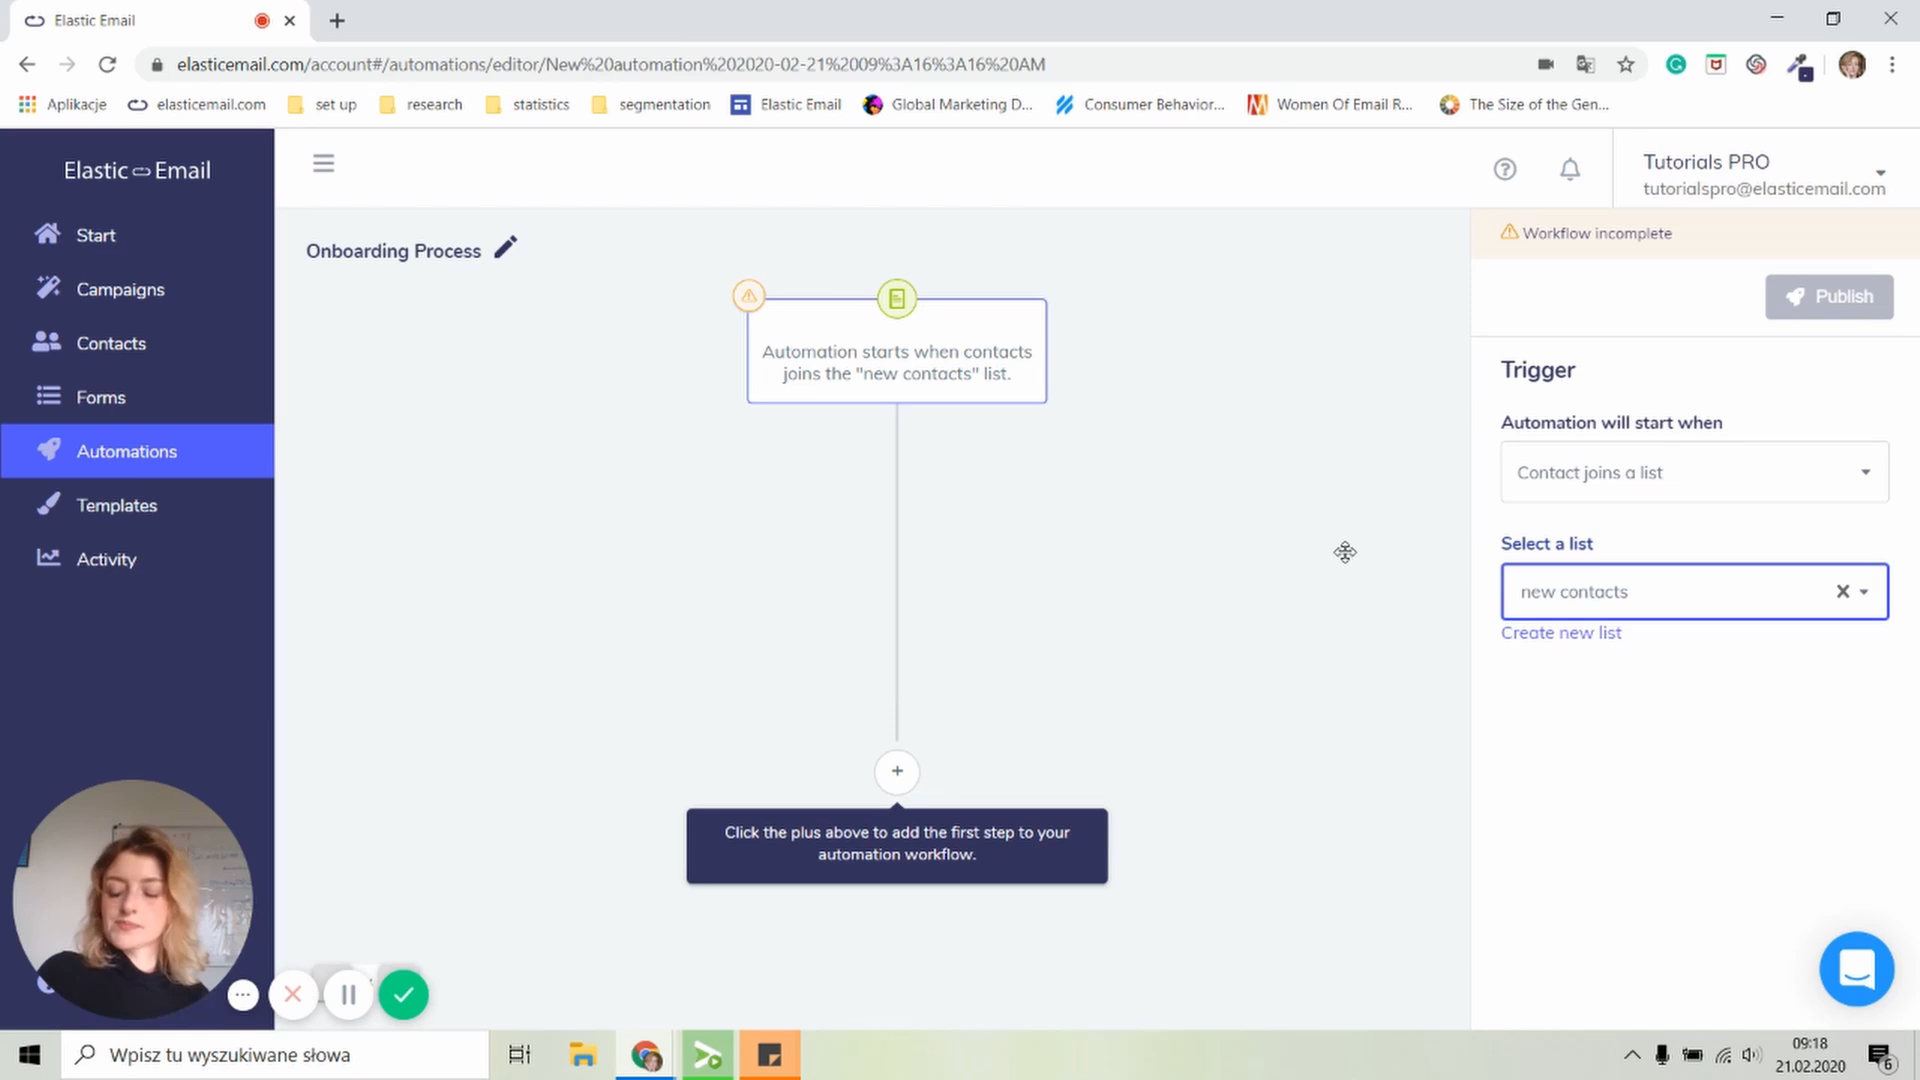 Elastic Email
elasticemail.com/account#/automations/editor/New%20automation%202020-02-21%2009%3A16%3A16%20AM
Aplikacje
elasticemail.com
set up
research
statistics
segmentation
Elastic Email
Global Marketing D...
Consumer Behavior...
Women Of Email R...
The Size of the Gen...
Elastic Email
Start
Campaigns
Contacts
Forms
Automations
Templates
Activity
Tutorials PRO
tutorialspro@elasticemail.com
Onboarding Process
Automation starts when contacts
joins the "new contacts" list.
+
Click the plus above to add the first step to your
automation workflow.
Workflow incomplete
Publish
Trigger
Automation will start when
Contact joins a list
Select a list
new contacts
Create new list
Wpisz tu wyszukiwane słowa
09:18
21.02.2020
6